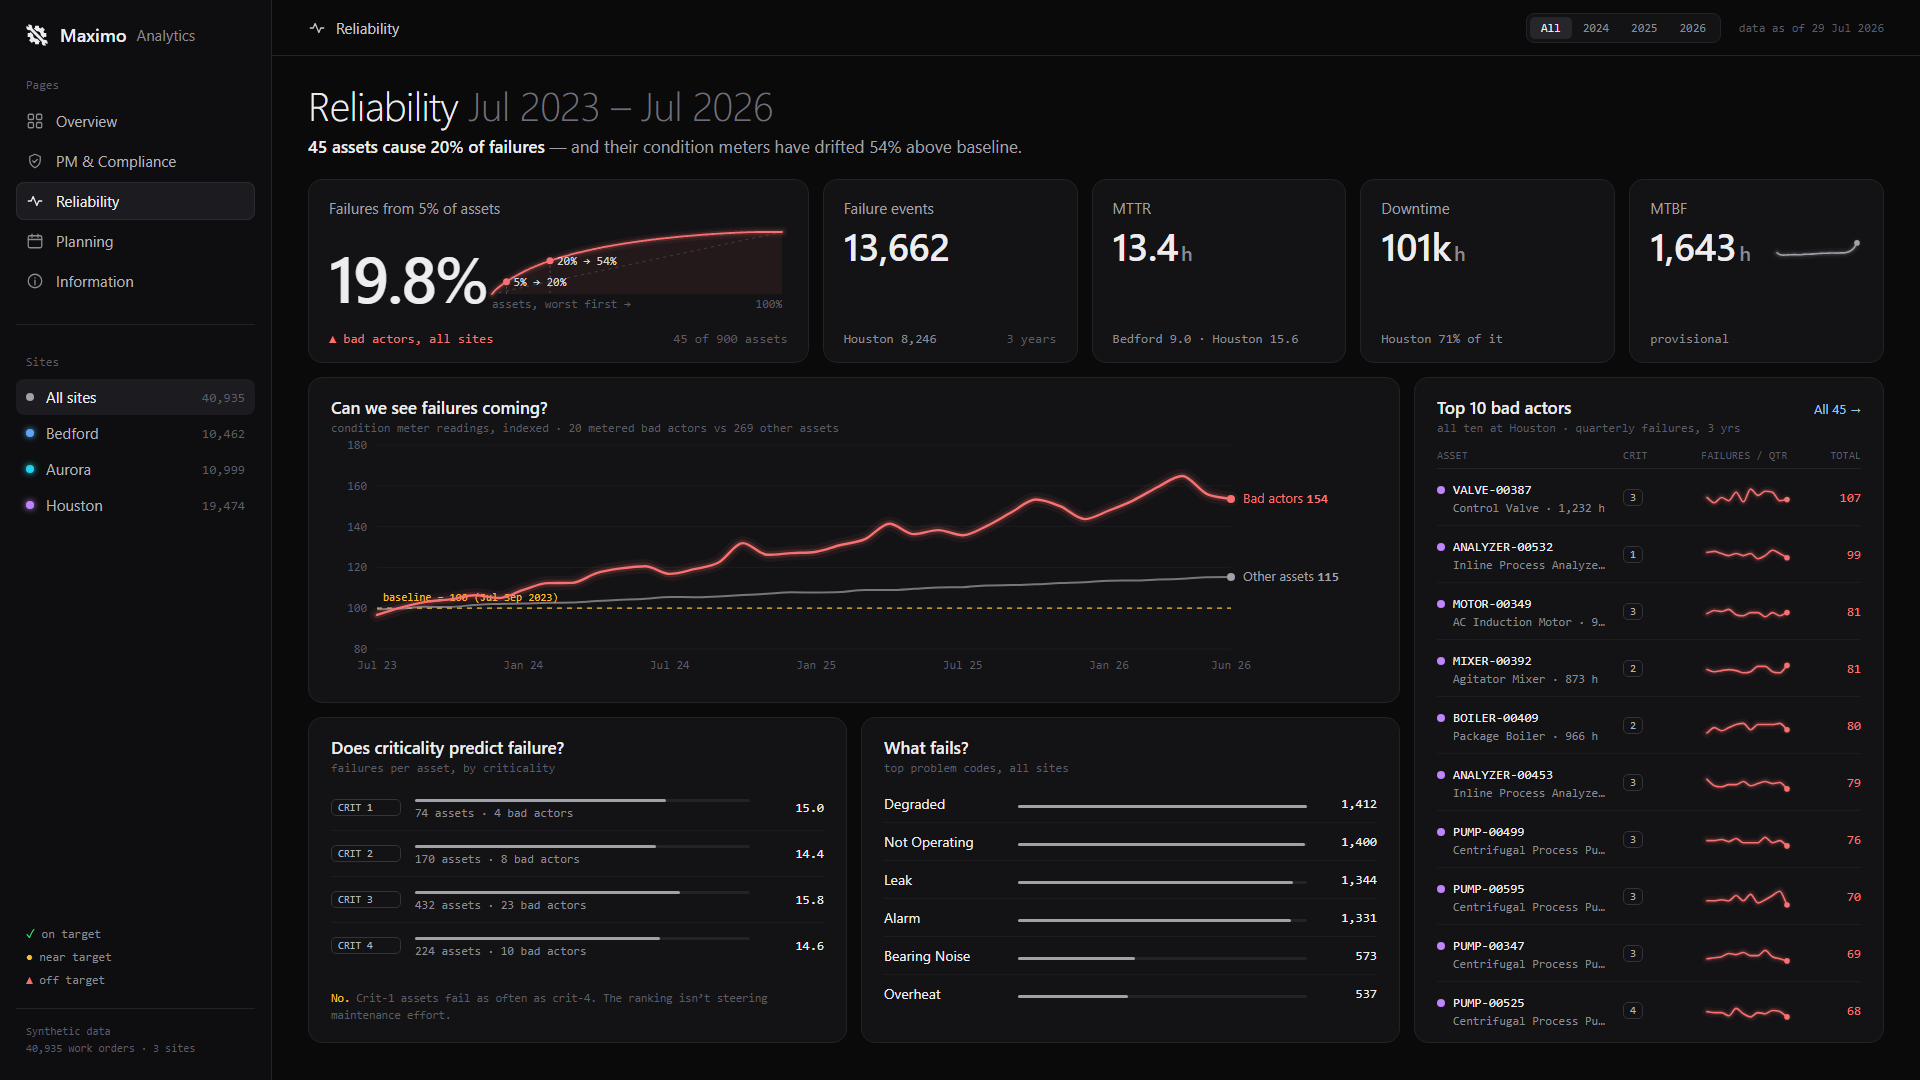 Maximo Analytics
Pages
Overview
PM & Compliance
Reliability
Planning
Information
Sites
All sites 40,935
Bedford 10,462
Aurora 10,999
Houston 19,474
✓ on target
● near target
▲ off target
Synthetic data
40,935 work orders · 3 sites
Reliability
All 2024 2025 2026
data as of 29 Jul 2026
Reliability Jul 2023 – Jul 2026
45 assets cause 20% of failures — and their condition meters have drifted 54% above baseline.
Failures from 5% of assets
19.8%
20% → 54%
5% → 20%
assets, worst first → 100%
▲ bad actors, all sites 45 of 900 assets
Failure events
13,662
Houston 8,246 3 years
MTTR
13.4 h
Bedford 9.0 · Houston 15.6
Downtime
101k h
Houston 71% of it
MTBF
1,643 h
provisional
Can we see failures coming?
condition meter readings, indexed · 20 metered bad actors vs 269 other assets
180
160
140
120
100
80
Bad actors 154
Other assets 115
baseline = 100 (Jul–Sep 2023)
Jul 23 Jan 24 Jul 24 Jan 25 Jul 25 Jan 26 Jun 26
Does criticality predict failure?
failures per asset, by criticality
CRIT 1 15.0
74 assets · 4 bad actors
CRIT 2 14.4
170 assets · 8 bad actors
CRIT 3 15.8
432 assets · 23 bad actors
CRIT 4 14.6
224 assets · 10 bad actors
No. Crit-1 assets fail as often as crit-4. The ranking isn't steering
maintenance effort.
What fails?
top problem codes, all sites
Degraded 1,412
Not Operating 1,400
Leak 1,344
Alarm 1,331
Bearing Noise 573
Overheat 537
Top 10 bad actors All 45 →
all ten at Houston · quarterly failures, 3 yrs
ASSET CRIT FAILURES / QTR TOTAL
VALVE-00387 3 107
Control Valve · 1,232 h
ANALYZER-00532 1 99
Inline Process Analyze…
MOTOR-00349 3 81
AC Induction Motor · 9…
MIXER-00392 2 81
Agitator Mixer · 873 h
BOILER-00409 2 80
Package Boiler · 966 h
ANALYZER-00453 3 79
Inline Process Analyze…
PUMP-00499 3 76
Centrifugal Process Pu…
PUMP-00595 3 70
Centrifugal Process Pu…
PUMP-00347 3 69
Centrifugal Process Pu…
PUMP-00525 4 68
Centrifugal Process Pu…